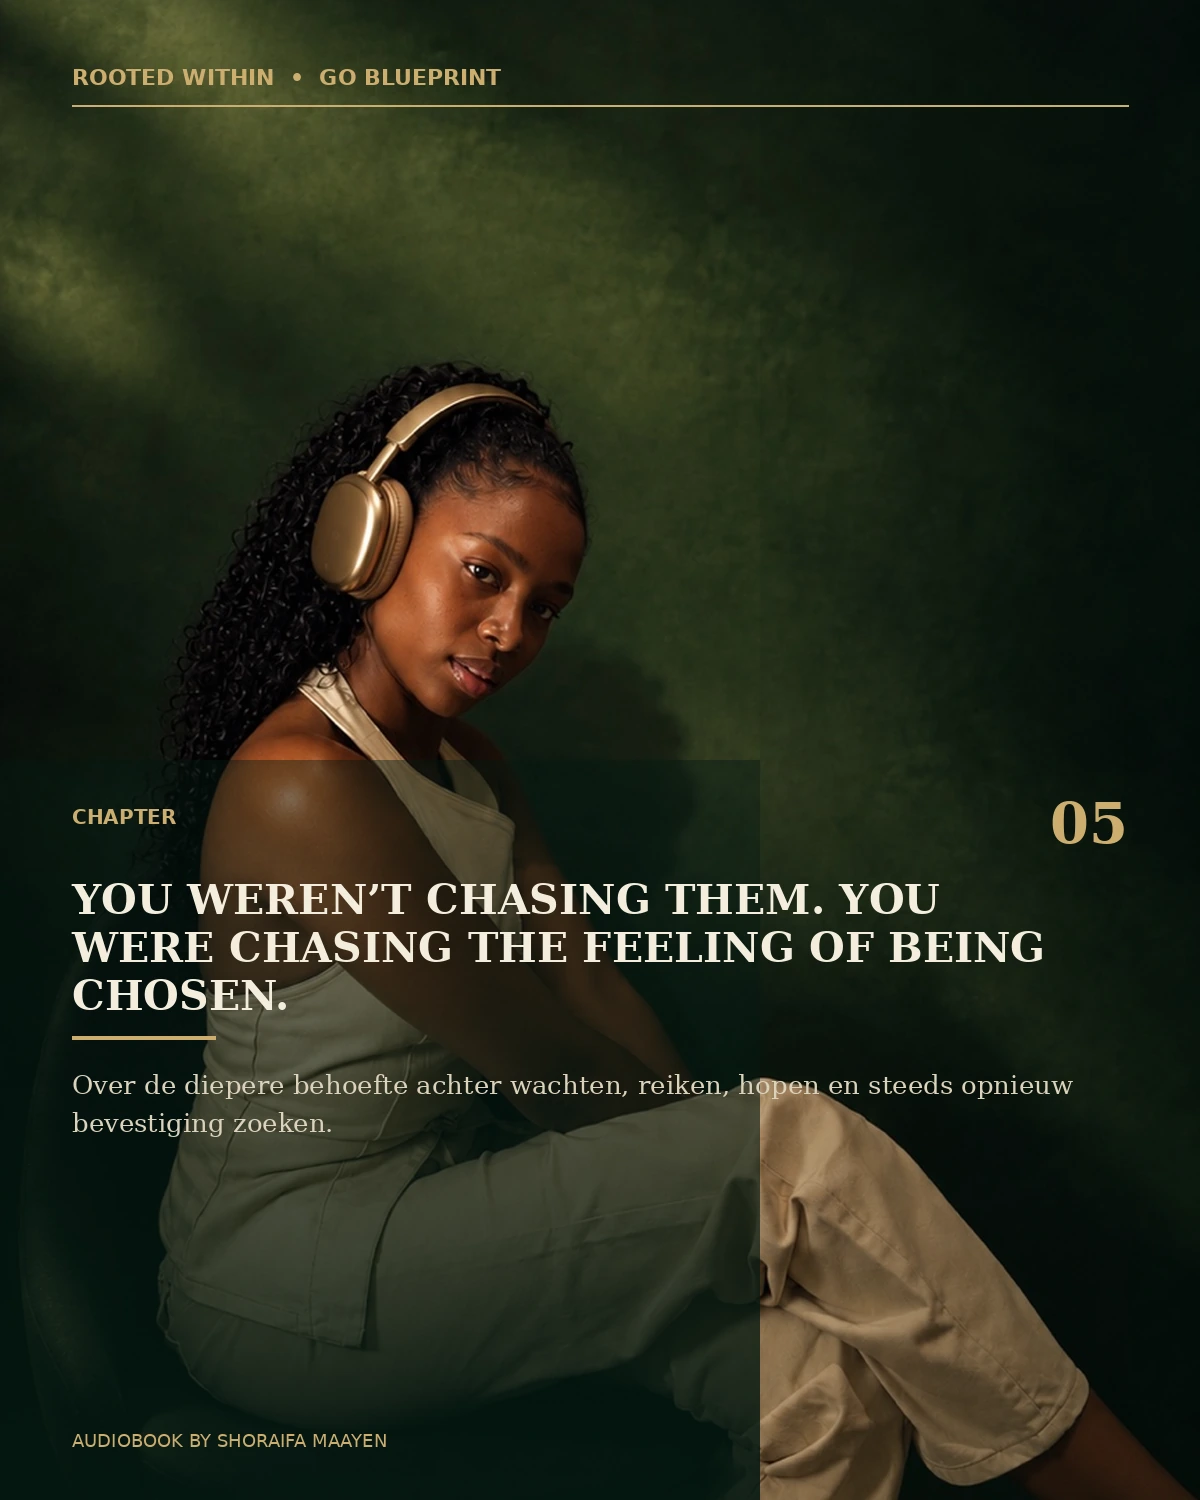 ROOTED WITHIN • GO BLUEPRINT
CHAPTER
05
YOU WEREN’T CHASING THEM. YOU
WERE CHASING THE FEELING OF BEING
CHOSEN.
Over de diepere behoefte achter wachten, reiken, hopen en steeds opnieuw
bevestiging zoeken.
AUDIOBOOK BY SHORAIFA MAAYEN